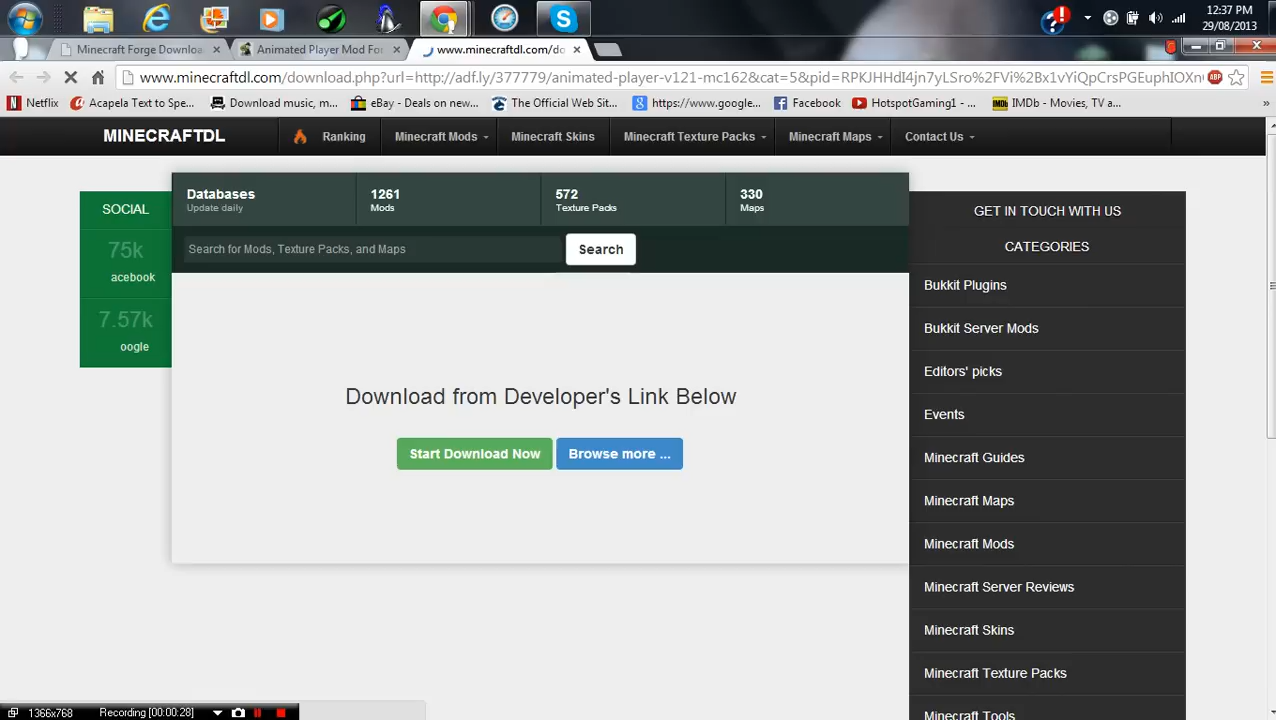 12:37 PM
29/08/2013
Minecraft Forge Downloa
Animated Player Mod For
www.minecraftdl.com/do
www.minecraftdl.com/download.php?url=http://adf.ly/377779/animated-player-v121-mc162&cat=5&pid=RPKJHHdI4jn7yLSro%2FVi%2Bx1vYiQpCrsPGEuphIOXn
ABP
Netflix
Acapela Text to Spe...
Download music, m...
eBay - Deals on new...
The Official Web Sit...
https://www.google...
Facebook
HotspotGaming1 - ...
IMDb - Movies, TV a...
»
MINECRAFTDL
Ranking
Minecraft Mods
Minecraft Skins
Minecraft Texture Packs
Minecraft Maps
Contact Us
SOCIAL
75k
acebook
7.57k
oogle
Databases
Update daily
1261
Mods
572
Texture Packs
330
Maps
Search for Mods, Texture Packs, and Maps
Search
Download from Developer's Link Below
Start Download Now
Browse more ...
GET IN TOUCH WITH US
CATEGORIES
Bukkit Plugins
Bukkit Server Mods
Editors' picks
Events
Minecraft Guides
Minecraft Maps
Minecraft Mods
Minecraft Server Reviews
Minecraft Skins
Minecraft Texture Packs
Minecraft Tools
1366x768
Recording [00:00:28]